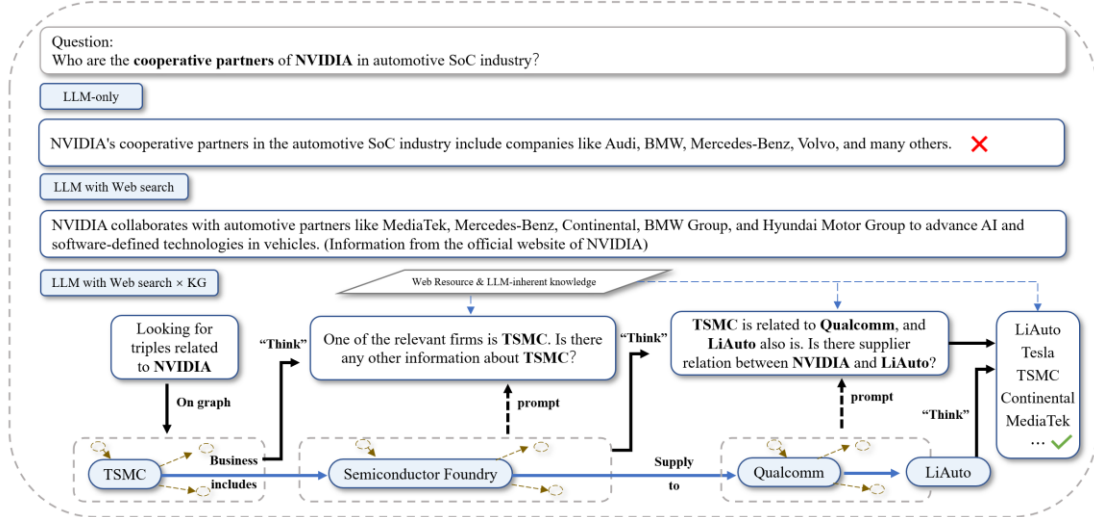 Question:
Who are the cooperative partners of NVIDIA in automotive SoC industry?
LLM-only
NVIDIA's cooperative partners in the automotive SoC industry include companies like Audi, BMW, Mercedes-Benz, Volvo, and many others.
LLM with Web search
NVIDIA collaborates with automotive partners like MediaTek, Mercedes-Benz, Continental, BMW Group, and Hyundai Motor Group to advance AI and
software-defined technologies in vehicles. (Information from the official website of NVIDIA)
LLM with Web search × KG
Web Resource & LLM-inherent knowledge
Looking for
triples related
to NVIDIA
"Think"
One of the relevant firms is TSMC. Is there
any other information about TSMC?
"Think"
TSMC is related to Qualcomm, and
LiAuto also is. Is there supplier
relation between NVIDIA and LiAuto?
LiAuto
Tesla
TSMC
Continental
MediaTek
...
On graph
prompt
prompt
"Think"
TSMC
Business
includes
Semiconductor Foundry
Supply
to
Qualcomm
LiAuto